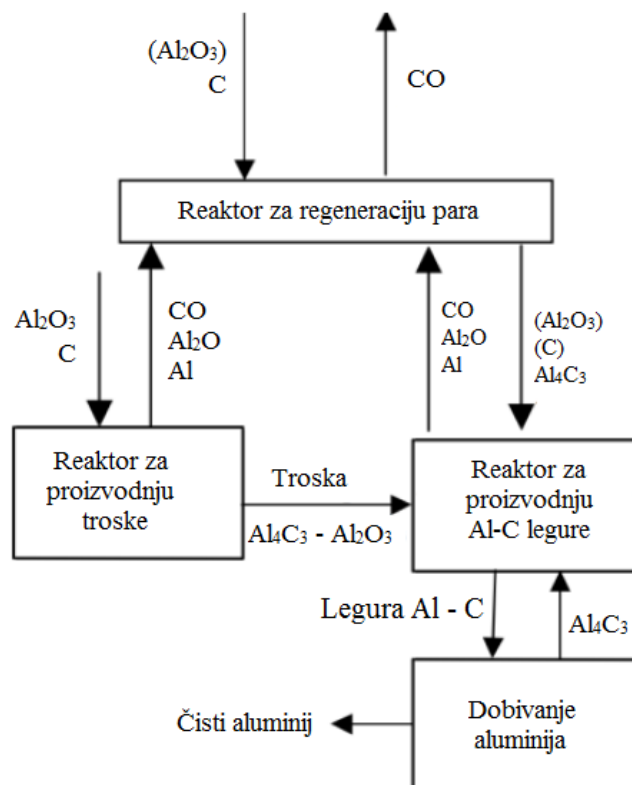 (Al₂O₃)
C
CO
Reaktor za regeneraciju para
Al₂O₃
C
CO
Al₂O
Al
CO
Al₂O
Al
(Al₂O₃)
(C)
Al₄C₃
Reaktor za
proizvodnju
troske
Troska
Al₄C₃ - Al₂O₃
Reaktor za
proizvodnju
Al-C legure
Legura Al - C
Al₄C₃
Čisti aluminij
Dobivanje
aluminija